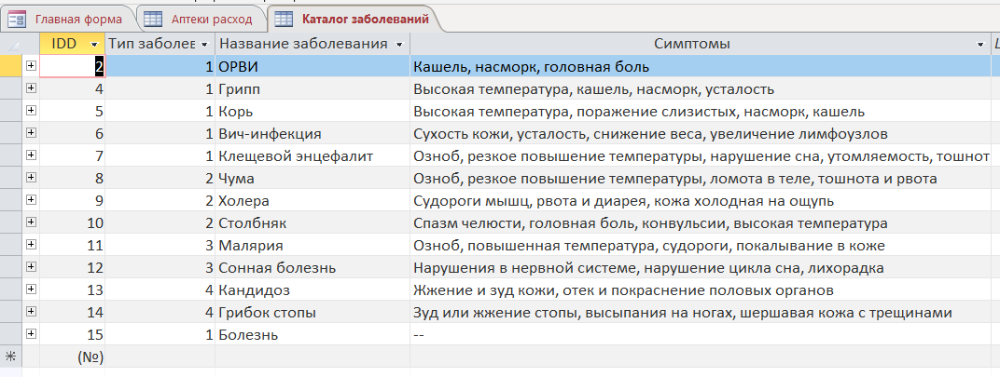 Главная форма Аптеки расход Каталог заболеваний
IDD Тип заболев Название заболевания Симптомы
2 1 ОРВИ Кашель, насморк, головная боль
4 1 Грипп Высокая температура, кашель, насморк, усталость
5 1 Корь Высокая температура, поражение слизистых, насморк, кашель
6 1 Вич-инфекция Сухость кожи, усталость, снижение веса, увеличение лимфоузлов
7 1 Клещевой энцефалит Озноб, резкое повышение температуры, нарушение сна, утомляемость, тошнот
8 2 Чума Озноб, резкое повышение температуры, ломота в теле, тошнота и рвота
9 2 Холера Судороги мышц, рвота и диарея, кожа холодная на ощупь
10 2 Столбняк Спазм челюсти, головная боль, конвульсии, высокая температура
11 3 Малярия Озноб, повышенная температура, судороги, покалывание в коже
12 3 Сонная болезнь Нарушения в нервной системе, нарушение цикла сна, лихорадка
13 4 Кандидоз Жжение и зуд кожи, отек и покраснение половых органов
14 4 Грибок стопы Зуд или жжение стопы, высыпания на ногах, шершавая кожа с трещинами
15 1 Болезнь --
(№)